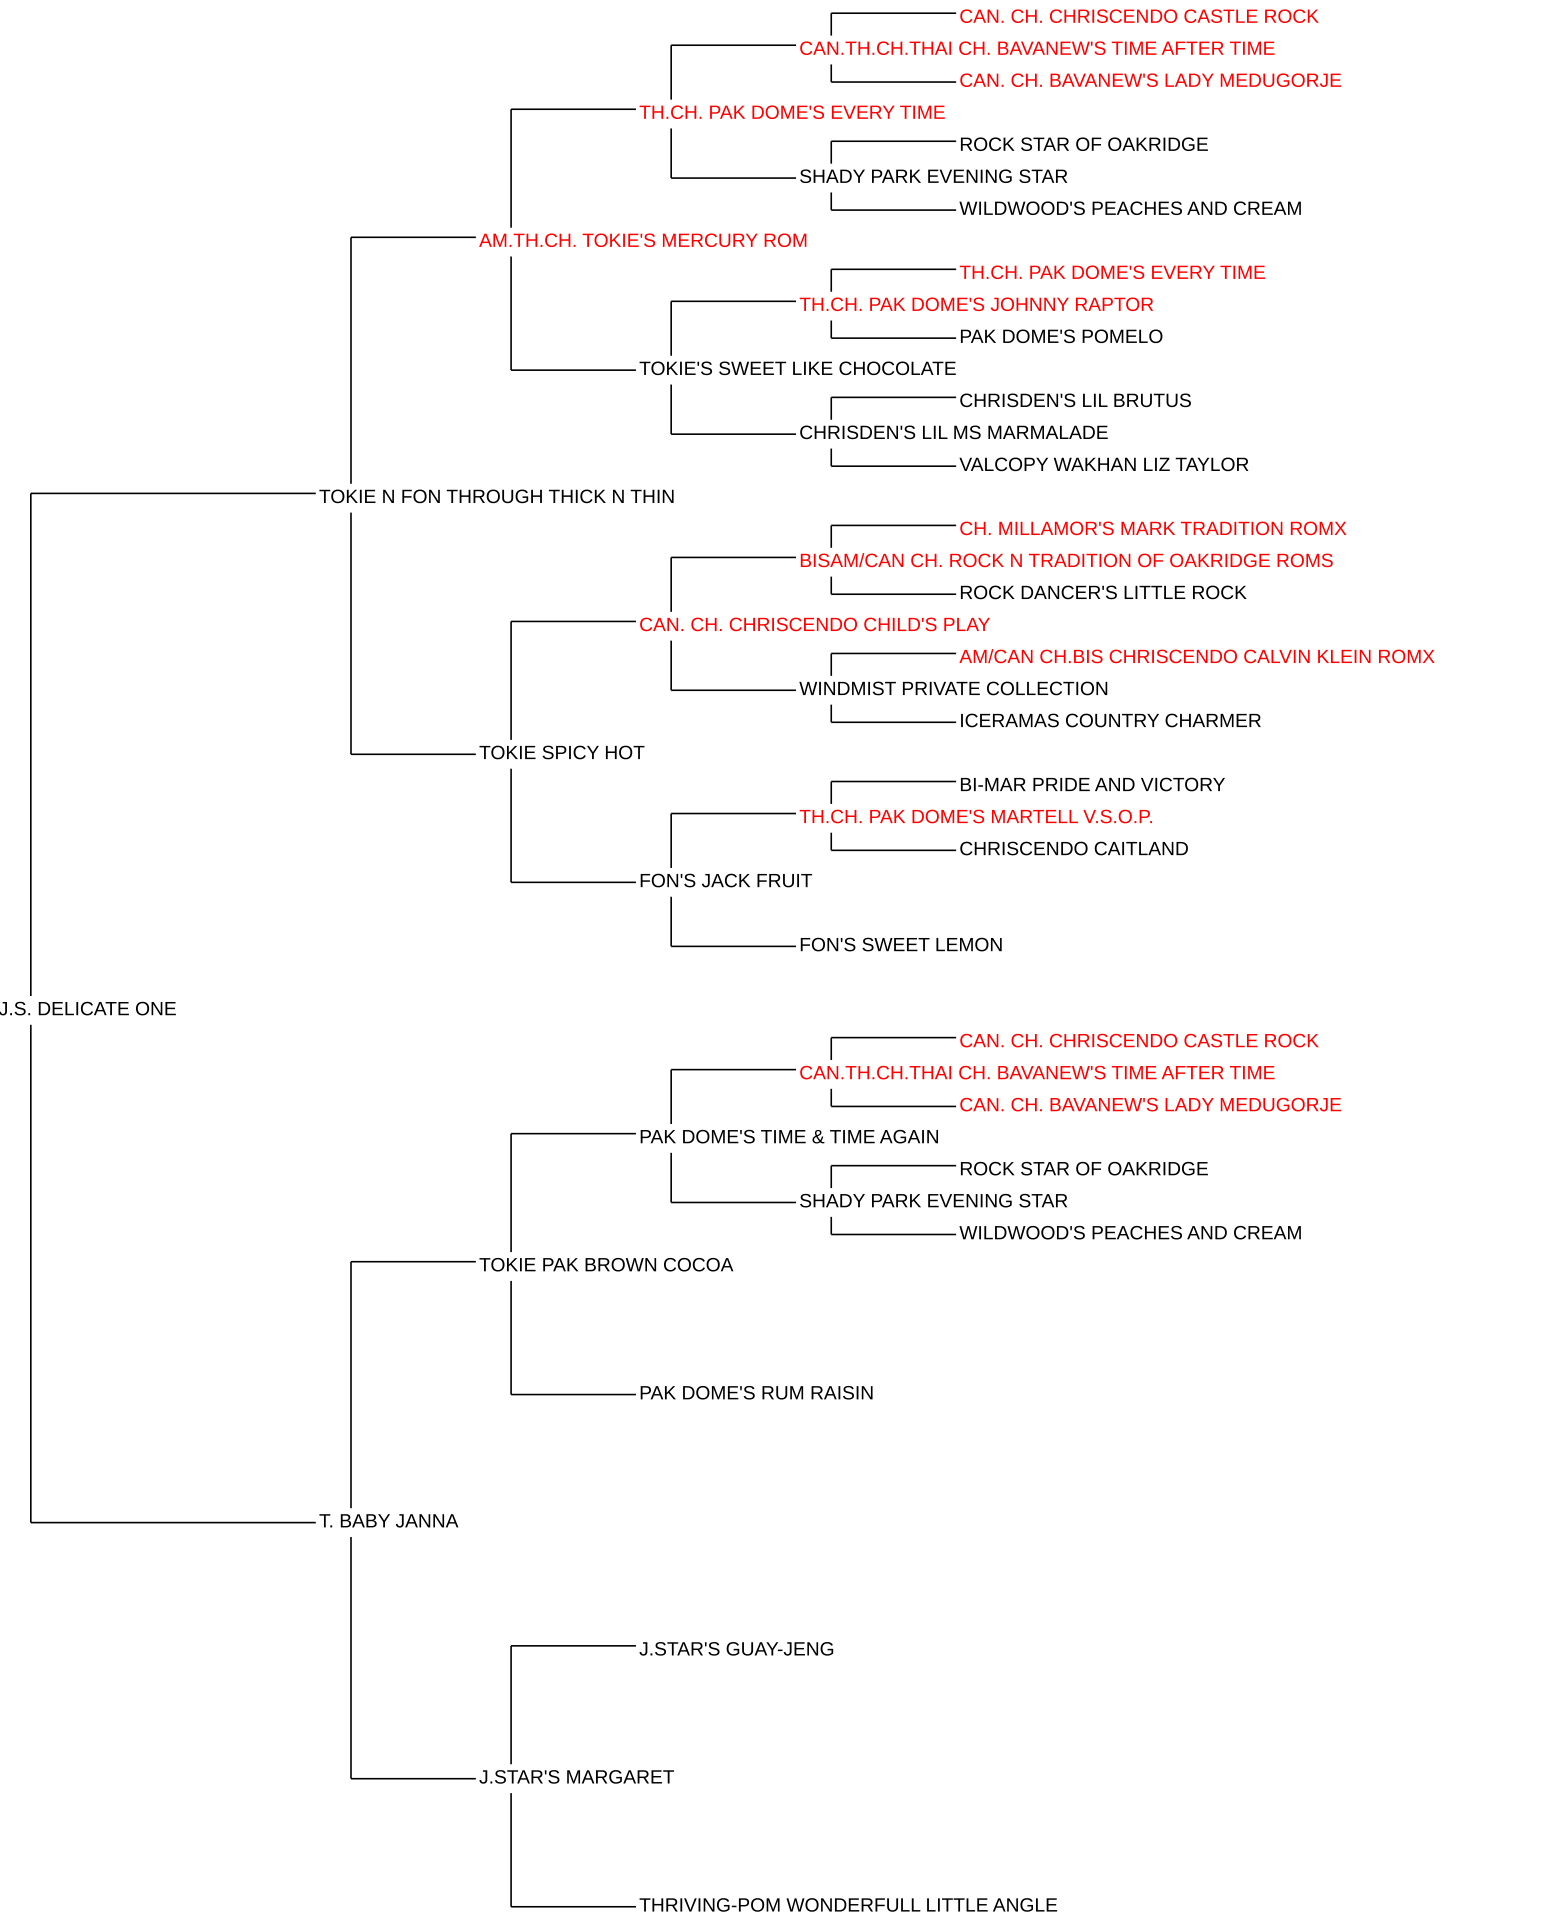 CAN. CH. CHRISCENDO CASTLE ROCK
CAN.TH.CH.THAI CH. BAVANEW'S TIME AFTER TIME
CAN. CH. BAVANEW'S LADY MEDUGORJE
TH.CH. PAK DOME'S EVERY TIME
ROCK STAR OF OAKRIDGE
SHADY PARK EVENING STAR
WILDWOOD'S PEACHES AND CREAM
AM.TH.CH. TOKIE'S MERCURY ROM
TH.CH. PAK DOME'S EVERY TIME
TH.CH. PAK DOME'S JOHNNY RAPTOR
PAK DOME'S POMELO
TOKIE'S SWEET LIKE CHOCOLATE
CHRISDEN'S LIL BRUTUS
CHRISDEN'S LIL MS MARMALADE
VALCOPY WAKHAN LIZ TAYLOR
TOKIE N FON THROUGH THICK N THIN
CH. MILLAMOR'S MARK TRADITION ROMX
BISAM/CAN CH. ROCK N TRADITION OF OAKRIDGE ROMS
ROCK DANCER'S LITTLE ROCK
CAN. CH. CHRISCENDO CHILD'S PLAY
AM/CAN CH.BIS CHRISCENDO CALVIN KLEIN ROMX
WINDMIST PRIVATE COLLECTION
ICERAMAS COUNTRY CHARMER
TOKIE SPICY HOT
BI-MAR PRIDE AND VICTORY
TH.CH. PAK DOME'S MARTELL V.S.O.P.
CHRISCENDO CAITLAND
FON'S JACK FRUIT
FON'S SWEET LEMON
J.S. DELICATE ONE
CAN. CH. CHRISCENDO CASTLE ROCK
CAN.TH.CH.THAI CH. BAVANEW'S TIME AFTER TIME
CAN. CH. BAVANEW'S LADY MEDUGORJE
PAK DOME'S TIME & TIME AGAIN
ROCK STAR OF OAKRIDGE
SHADY PARK EVENING STAR
WILDWOOD'S PEACHES AND CREAM
TOKIE PAK BROWN COCOA
PAK DOME'S RUM RAISIN
T. BABY JANNA
J.STAR'S GUAY-JENG
J.STAR'S MARGARET
THRIVING-POM WONDERFULL LITTLE ANGLE